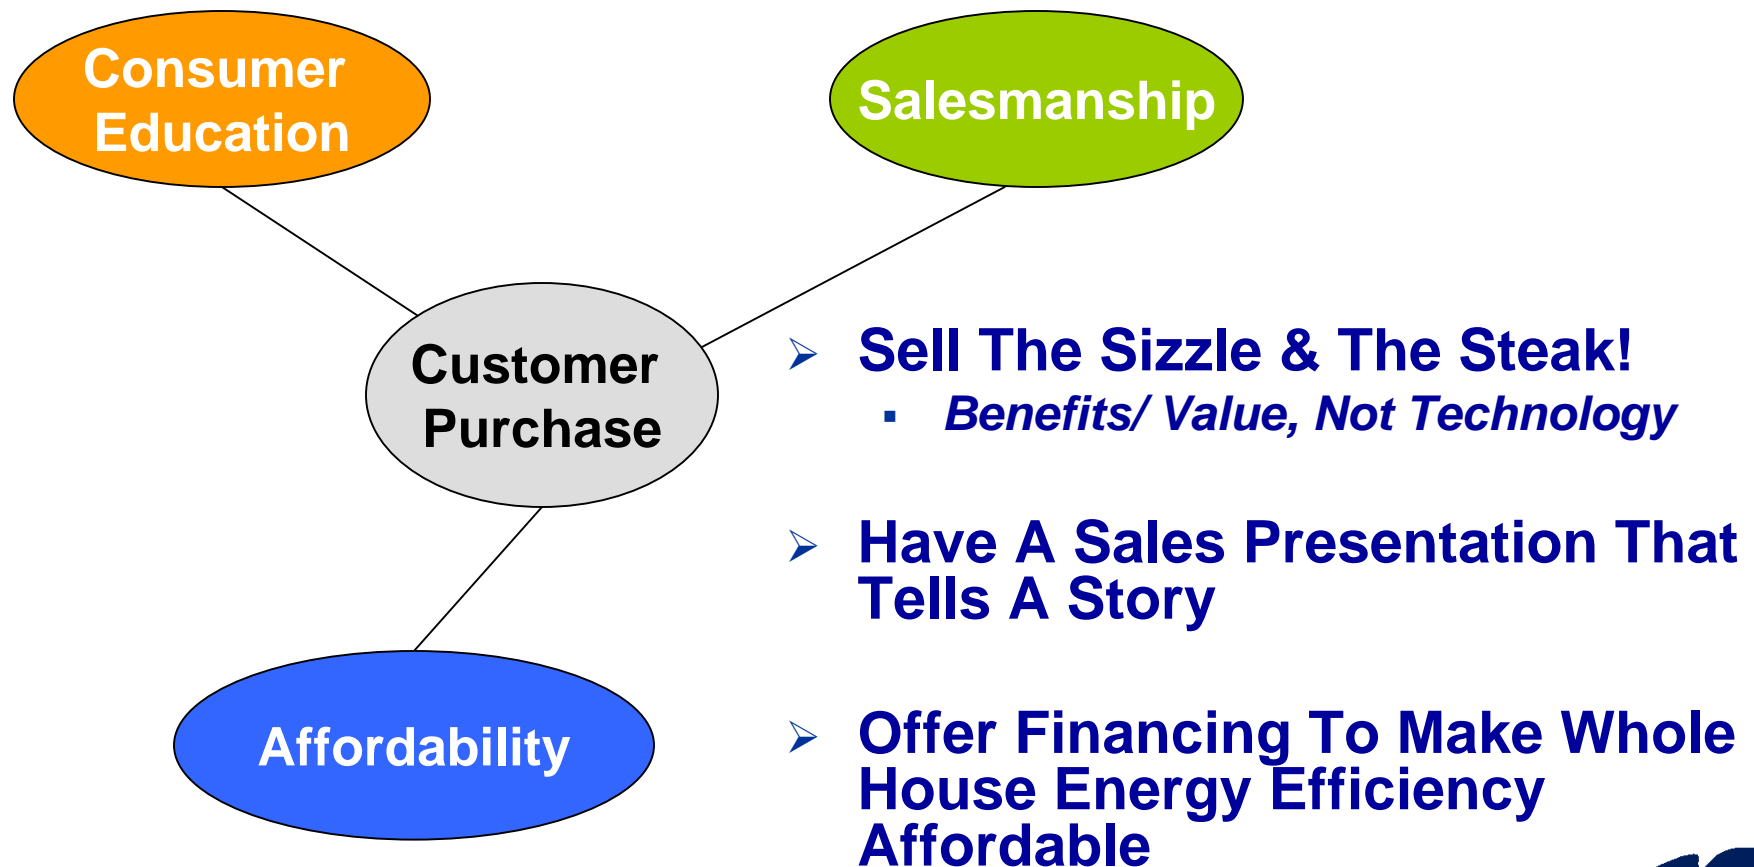 Consumer
Education
Salesmanship
Customer
Purchase
Affordability
➢ Sell The Sizzle & The Steak!
▪ Benefits/ Value, Not Technology
➢ Have A Sales Presentation That
Tells A Story
➢ Offer Financing To Make Whole
House Energy Efficiency
Affordable